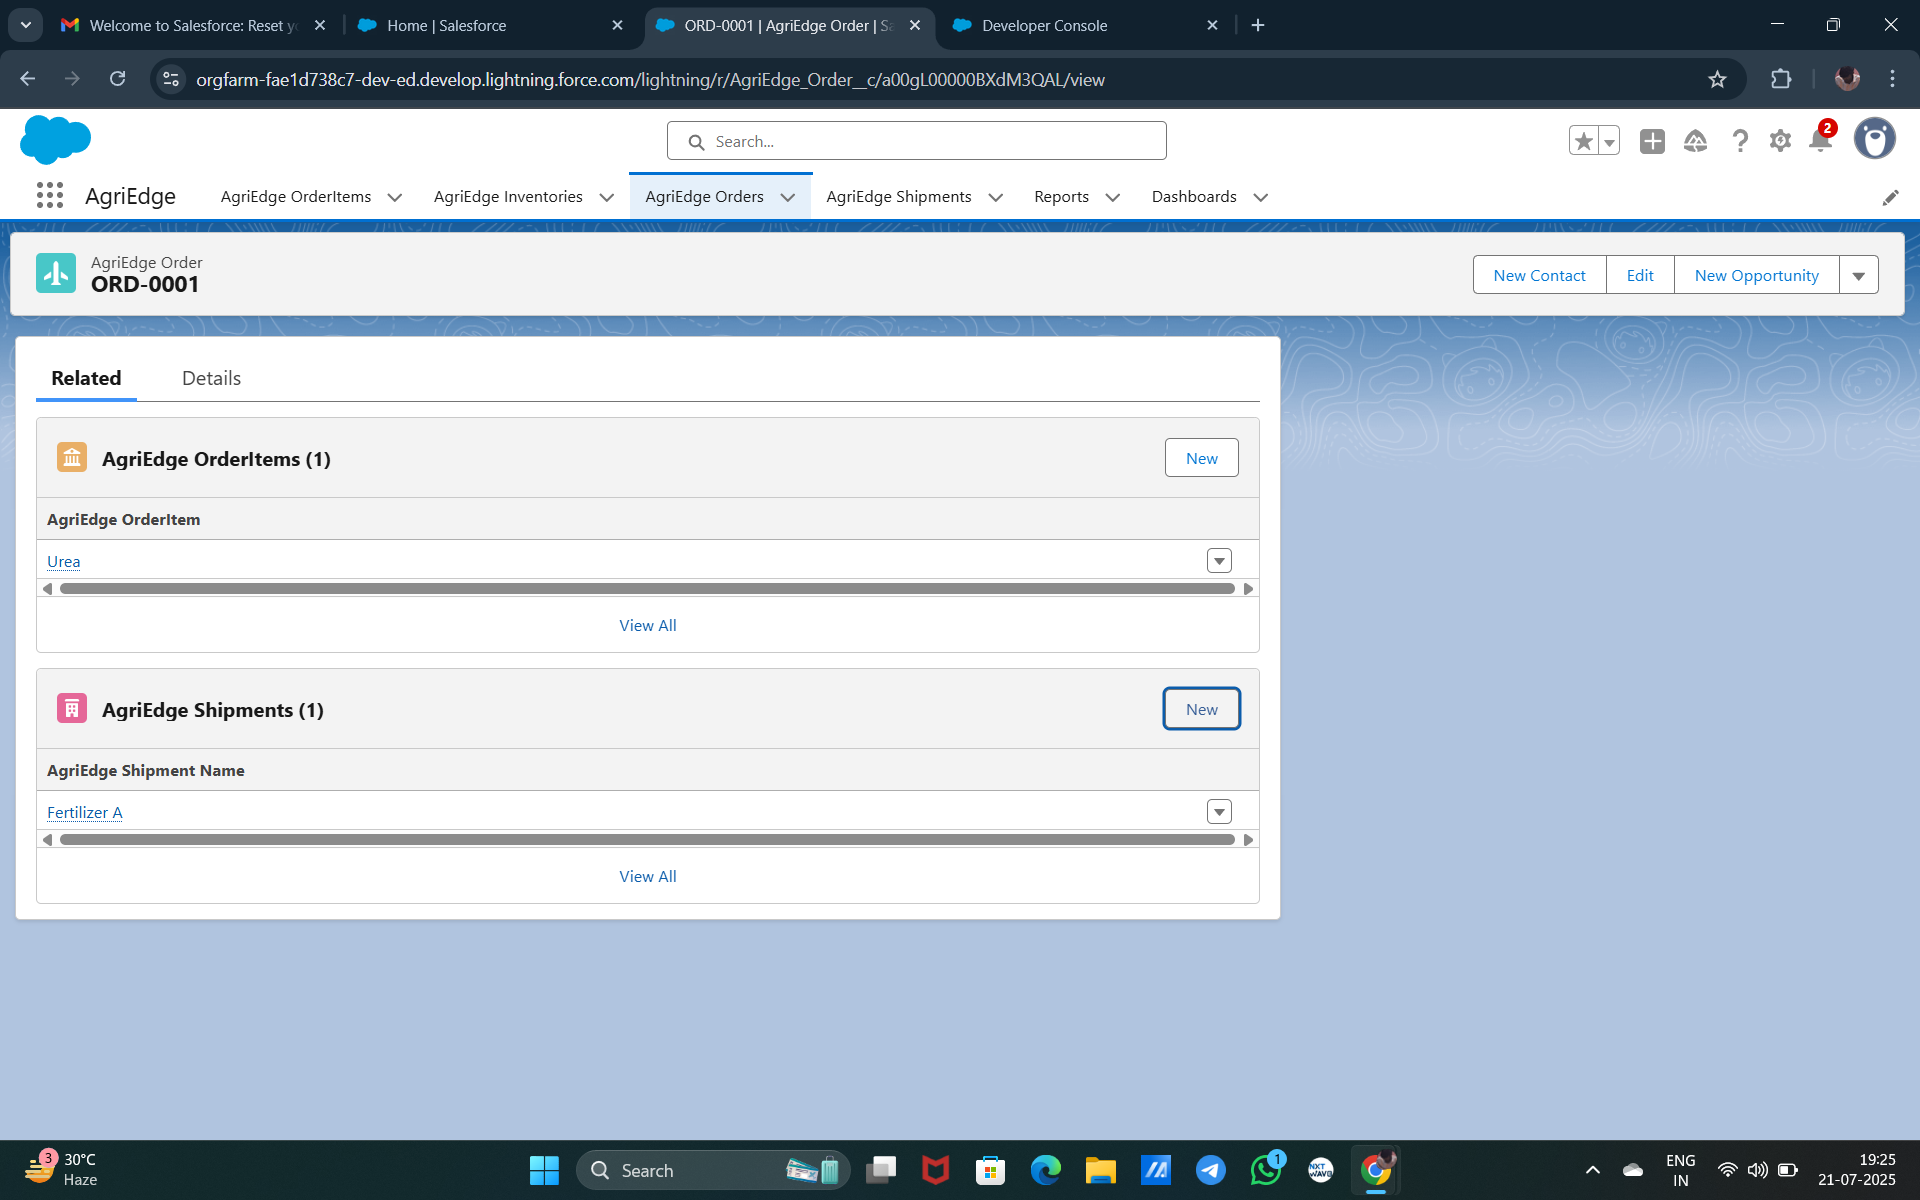 Welcome to Salesforce: Reset yo
Home | Salesforce
ORD-0001 | AgriEdge Order | Sa
Developer Console
orgfarm-fae1d738c7-dev-ed.develop.lightning.force.com/lightning/r/AgriEdge_Order__c/a00gL00000BXdM3QAL/view
Search...
2
AgriEdge
AgriEdge OrderItems
AgriEdge Inventories
AgriEdge Orders
AgriEdge Shipments
Reports
Dashboards
AgriEdge Order
ORD-0001
New Contact
Edit
New Opportunity
Related
Details
AgriEdge OrderItems (1)
New
AgriEdge OrderItem
Urea
View All
AgriEdge Shipments (1)
New
AgriEdge Shipment Name
Fertilizer A
View All
3
30°C
Haze
Search
1
NXT
WAVE
ENG
IN
19:25
21-07-2025